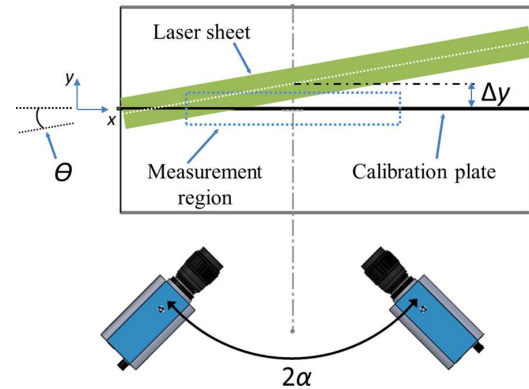 Laser sheet
y
x
Δy
θ
Measurement
region
Calibration plate
2α